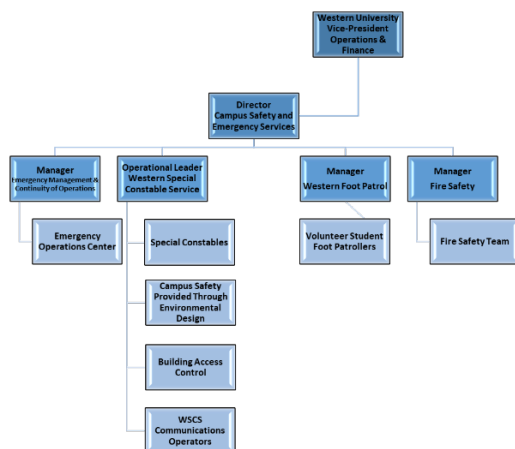 Western University
Vice-President
Operations &
Finance
Director
Campus Safety and
Emergency Services
Manager
Emergency Management &
Continuity of Operations
Operational Leader
Western Special
Constable Service
Manager
Western Foot Patrol
Manager
Fire Safety
Emergency
Operations Center
Special Constables
Volunteer Student
Foot Patrollers
Fire Safety Team
Campus Safety
Provided Through
Environmental
Design
Building Access
Control
WSCS
Communications
Operators